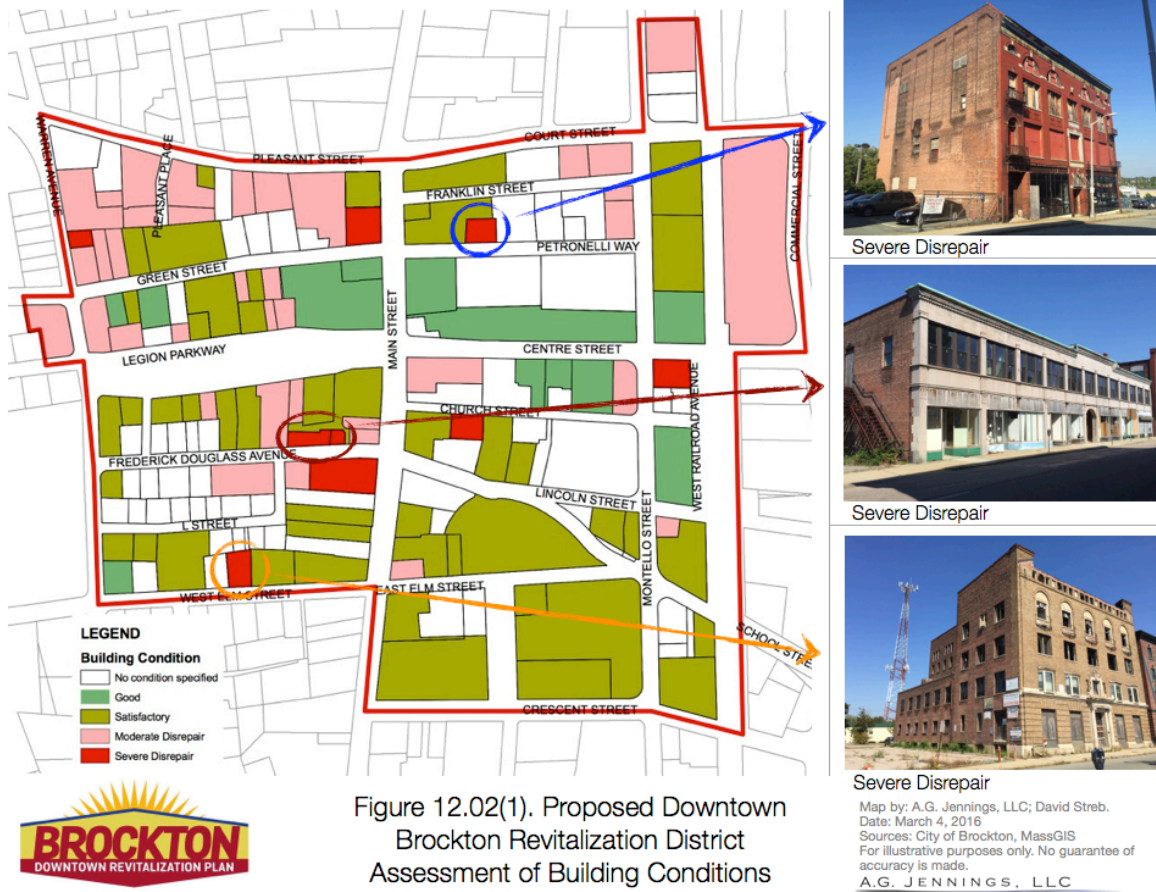 COURT STREET
WARREN AVENUE
PLEASANT PLACE
PLEASANT STREET
COMMERCIAL STREET
FRANKLIN STREET
PETRONELLI WAY
GREEN STREET
MAIN STREET
LEGION PARKWAY
CENTRE STREET
WEST RAILROAD AVENUE
CHURCH STREET
FREDERICK DOUGLASS AVENUE
LINCOLN STREET
MONTELLO STREET
L STREET
EAST ELM STREET
WEST ELM STREET
SCHOOL STREET
CRESCENT STREET
LEGEND
Building Condition
No condition specified
Good
Satisfactory
Moderate Disrepair
Severe Disrepair
BROCKTON
DOWNTOWN REVITALIZATION PLAN
Figure 12.02(1). Proposed Downtown
Brockton Revitalization District
Assessment of Building Conditions
Severe Disrepair
Severe Disrepair
Severe Disrepair
Map by: A.G. Jennings, LLC; David Streb.
Date: March 4, 2016
Sources: City of Brockton, MassGIS
For illustrative purposes only. No guarantee of
accuracy is made.
A.G. JENNINGS, LLC